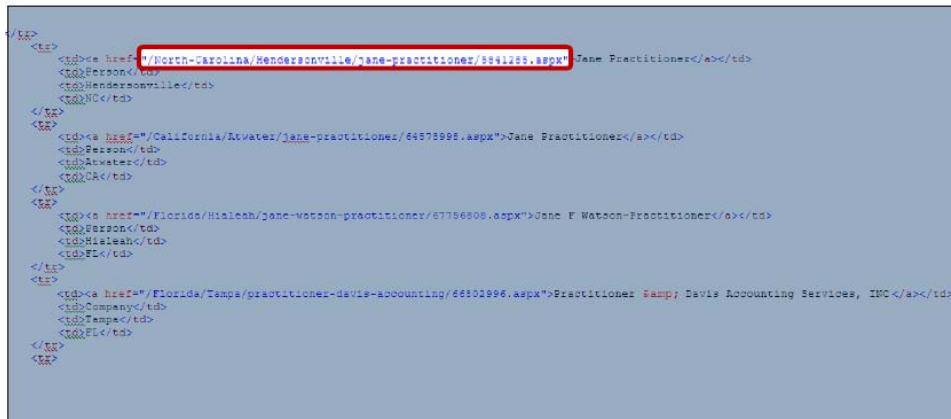 </tr>
<tr>
<td><a href="/North-Carolina/Hendersonville/jane-practitioner/5841285.aspx">Jane Practitioner</a></td>
<td>Person</td>
<td>Hendersonville</td>
<td>NC</td>
</tr>
<tr>
<td><a href="/California/Atwater/jane-practitioner/64578998.aspx">Jane Practitioner</a></td>
<td>Person</td>
<td>Atwater</td>
<td>CA</td>
</tr>
<tr>
<td><a href="/Florida/Hialeah/jane-watson-practitioner/67756808.aspx">Jane F Watson-Practitioner</a></td>
<td>Person</td>
<td>Hialeah</td>
<td>FL</td>
</tr>
<tr>
<td><a href="/Florida/Tampa/practitioner-davis-accounting/66802996.aspx">Practitioner &amp; Davis Accounting Services, INC</a></td>
<td>Company</td>
<td>Tampa</td>
<td>FL</td>
</tr>
<tr>